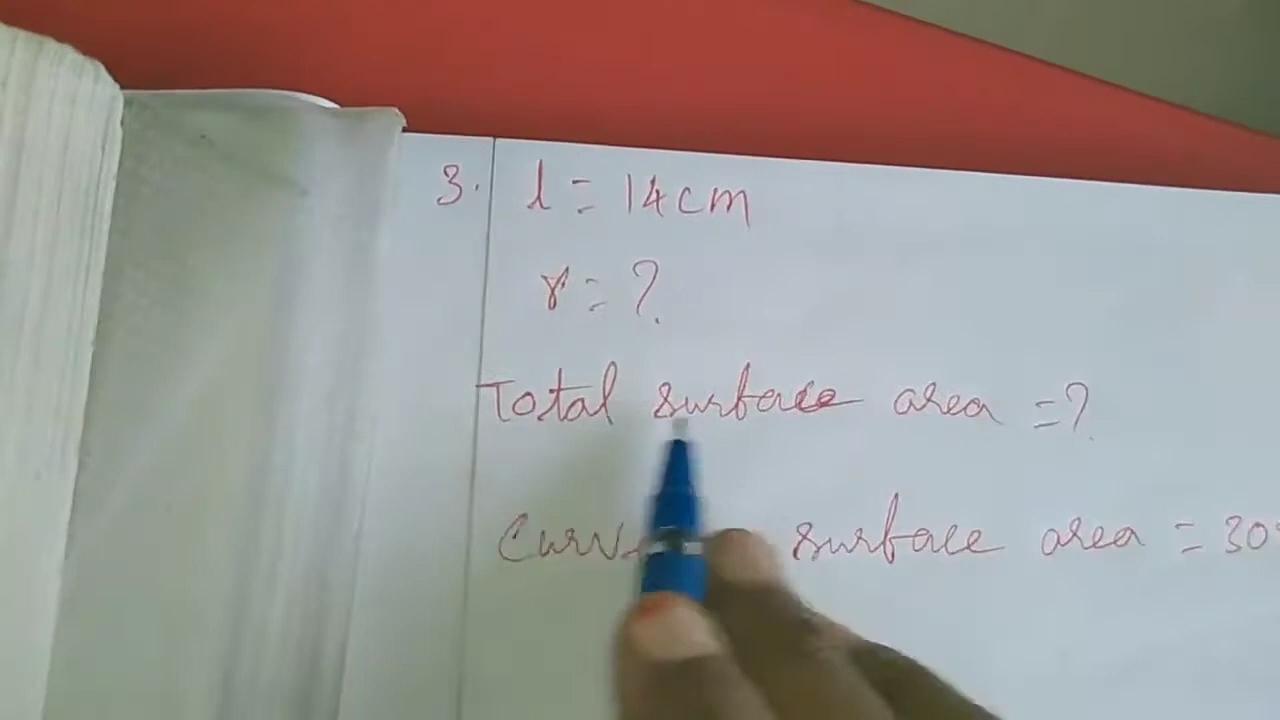 3. l = 14cm
r = ?
Total surface area = ?
surface area = 30